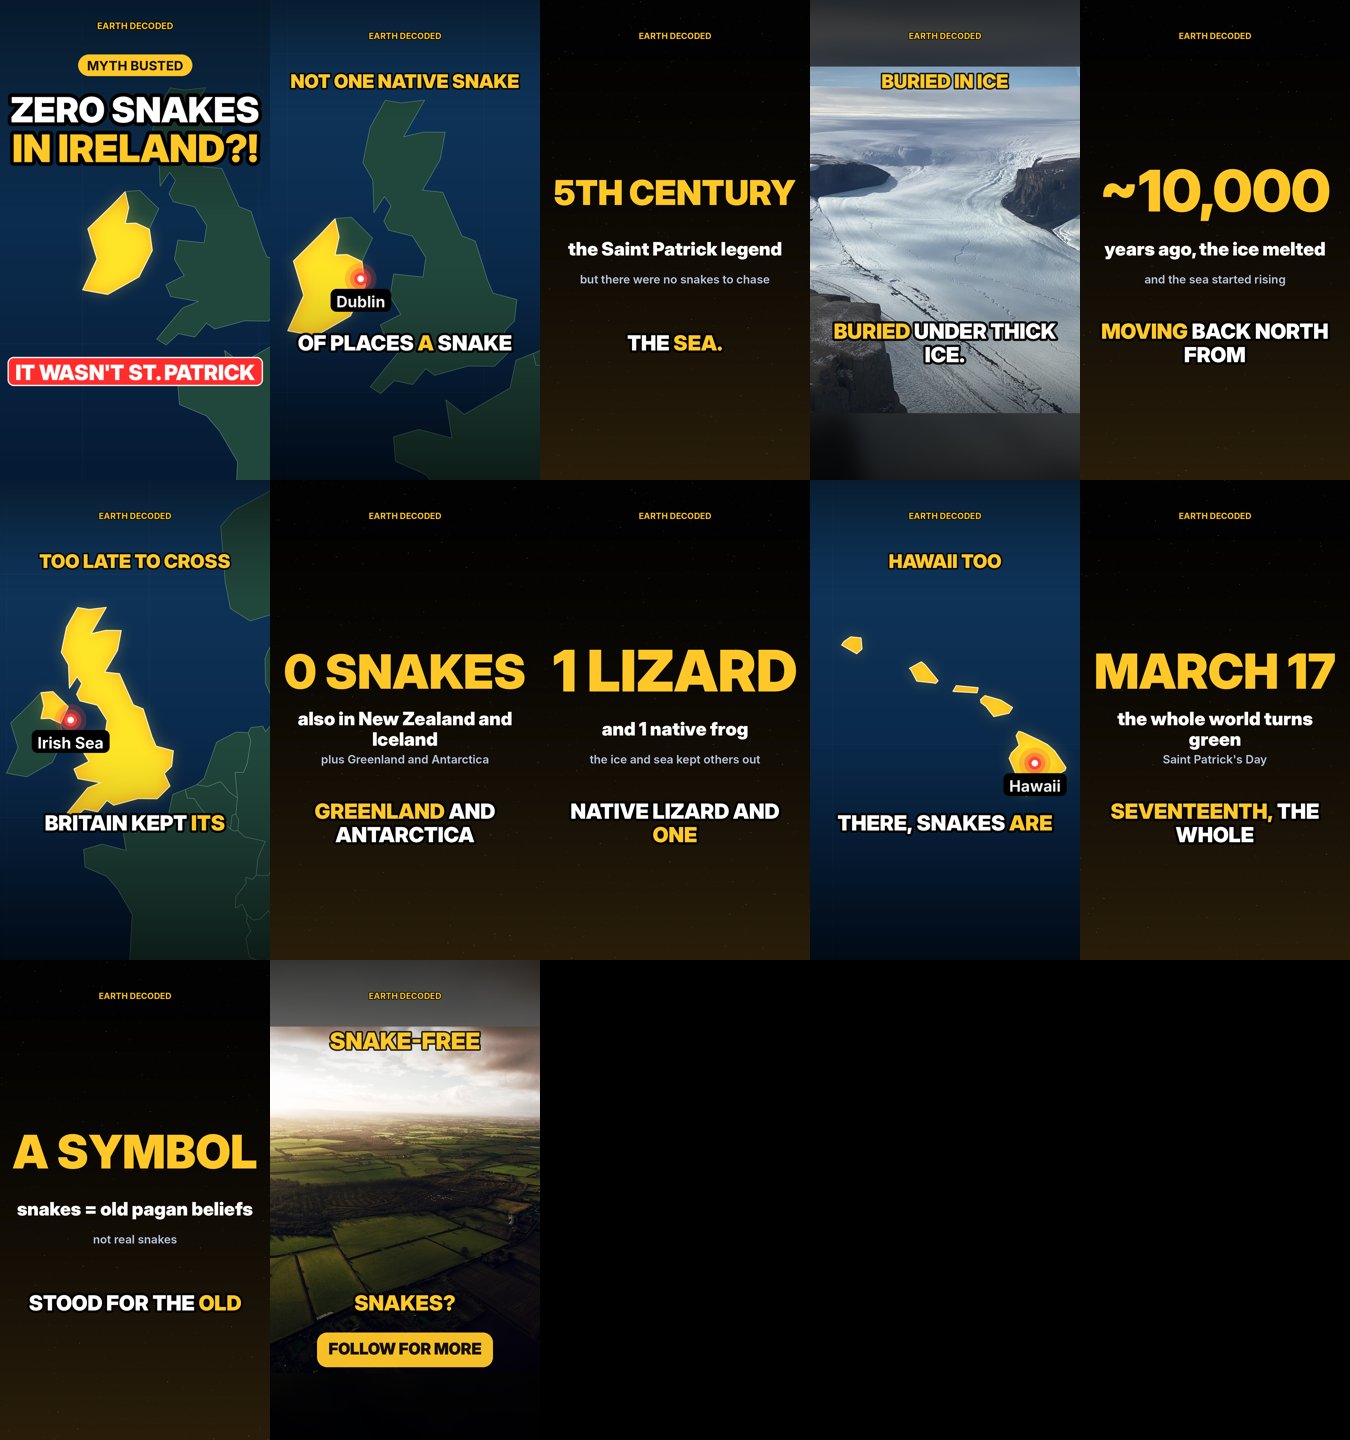 EARTH DECODED
MYTH BUSTED
ZERO SNAKES
IN IRELAND?!
IT WASN'T ST. PATRICK
EARTH DECODED
NOT ONE NATIVE SNAKE
Dublin
OF PLACES A SNAKE
EARTH DECODED
5TH CENTURY
the Saint Patrick legend
but there were no snakes to chase
THE SEA.
EARTH DECODED
BURIED IN ICE
BURIED UNDER THICK
ICE.
EARTH DECODED
~10,000
years ago, the ice melted
and the sea started rising
MOVING BACK NORTH
FROM
EARTH DECODED
TOO LATE TO CROSS
Irish Sea
BRITAIN KEPT ITS
EARTH DECODED
0 SNAKES
also in New Zealand and
Iceland
plus Greenland and Antarctica
GREENLAND AND
ANTARCTICA
EARTH DECODED
1 LIZARD
and 1 native frog
the ice and sea kept others out
NATIVE LIZARD AND
ONE
EARTH DECODED
HAWAII TOO
Hawaii
THERE, SNAKES ARE
EARTH DECODED
MARCH 17
the whole world turns
green
Saint Patrick's Day
SEVENTEENTH, THE
WHOLE
EARTH DECODED
A SYMBOL
snakes = old pagan beliefs
not real snakes
STOOD FOR THE OLD
EARTH DECODED
SNAKE-FREE
SNAKES?
FOLLOW FOR MORE